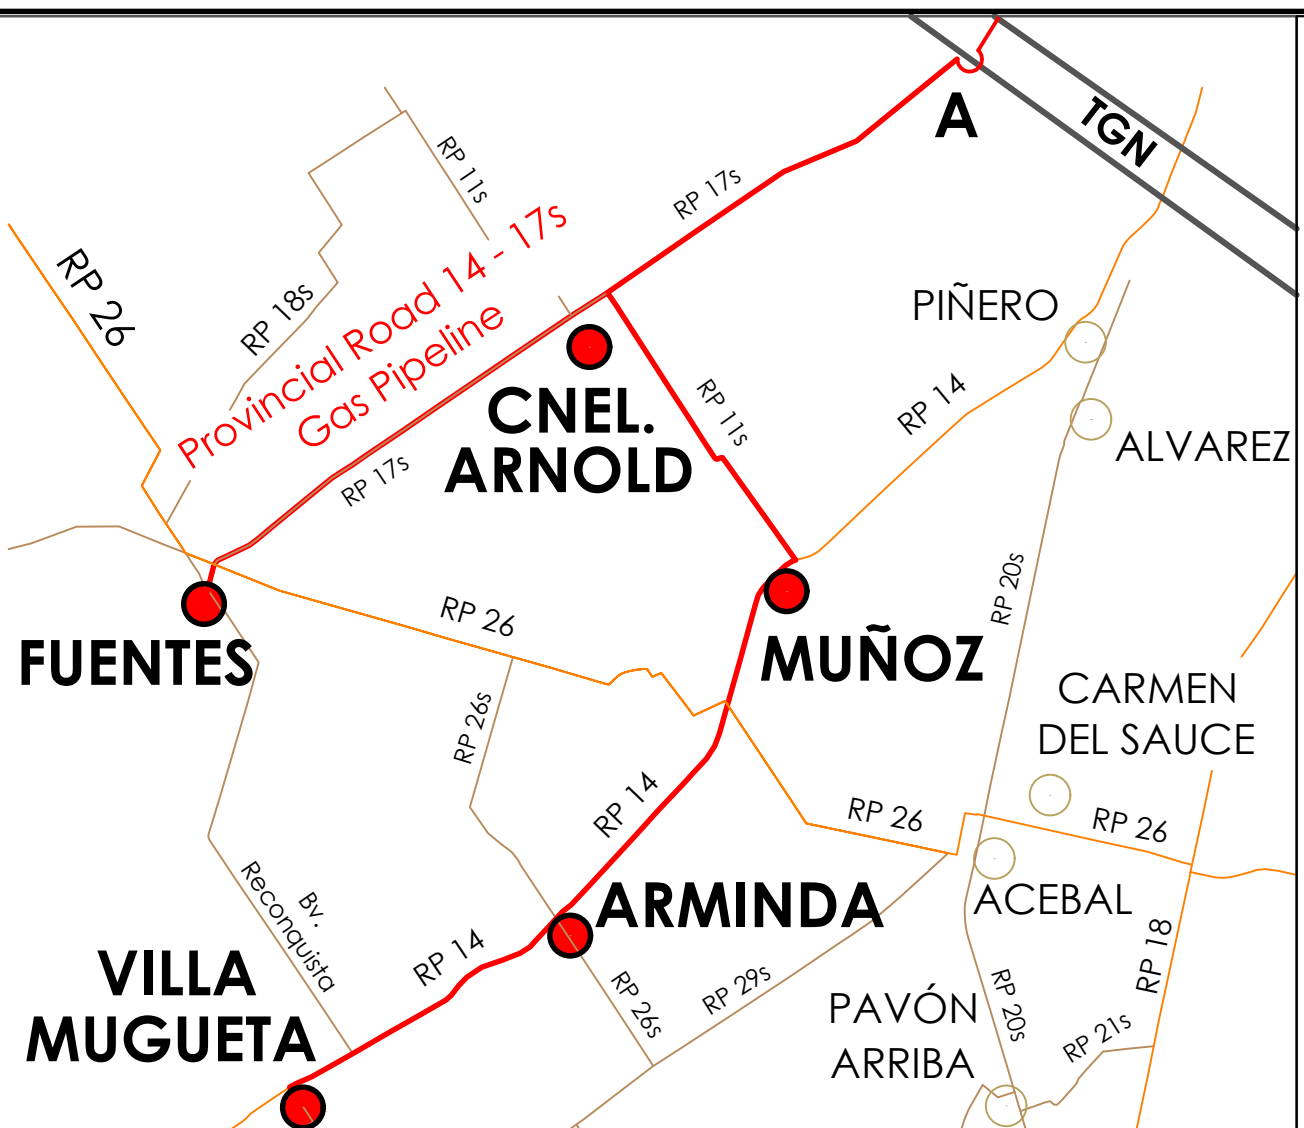 A
TGN
RP 11s
RP 17s
RP 26
RP 18s
Provincial Road 14 - 17s
Gas Pipeline
PIÑERO
CNEL.
ARNOLD
RP 11s
RP 14
ALVAREZ
RP 17s
RP 20s
RP 26
FUENTES
MUÑOZ
CARMEN
DEL SAUCE
RP 26s
RP 14
RP 26
RP 26
Bv.
Reconquista
ARMINDA
ACEBAL
RP 14
VILLA
MUGUETA
RP 26s
RP 29s
RP 18
PAVÓN
ARRIBA
RP 20s
RP 21s